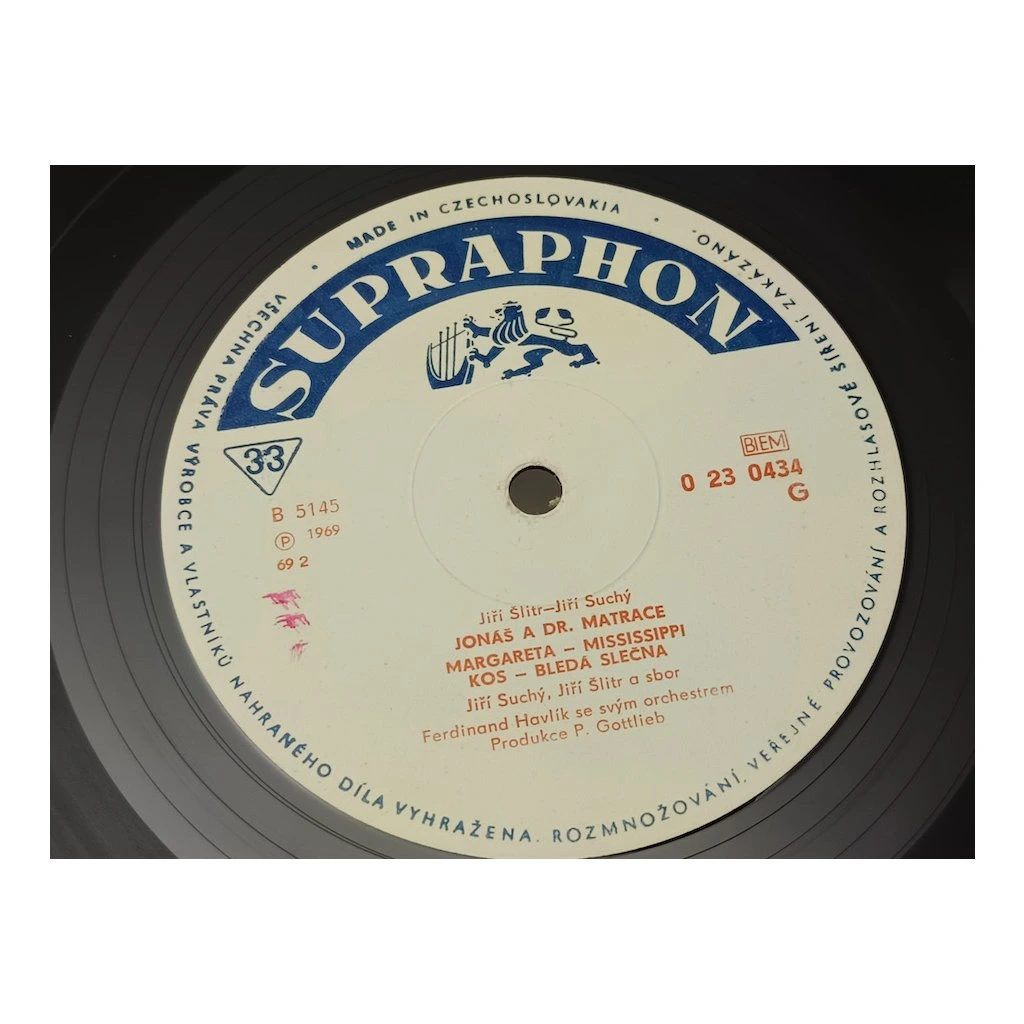 MADE IN CZECHOSLOVAKIA
SUPRAPHON
33
BIEM
0 23 0434
G
B 5145
Ⓟ 1969
69 2
Jiří Šlitr–Jiří Suchý
JONÁŠ A DR. MATRACE
MARGARETA – MISSISSIPPI
KOS – BLEDÁ SLEČNA
Jiří Suchý, Jiří Šlitr a sbor
Ferdinand Havlík se svým orchestrem
Produkce P. Gottlieb
VŠECHNA PRÁVA VÝROBCE A VLASTNÍKŮ NAHRANÉHO DÍLA VYHRAŽENA. ROZMNOŽOVÁNÍ, VEŘEJNÉ PROVOZOVÁNÍ A ROZHLASOVÉ ŠÍŘENÍ ZAKÁZÁNO.